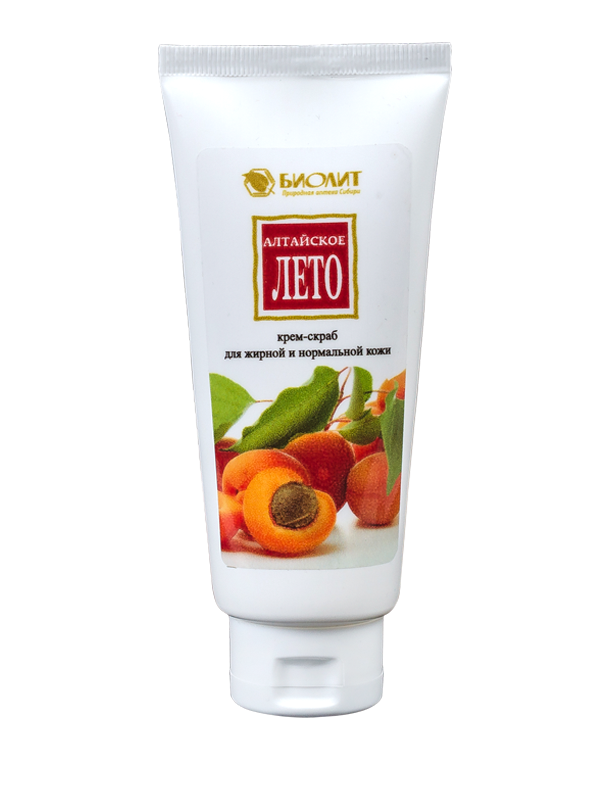 БИОЛИТ
Природная аптека Сибири
АЛТАЙСКОЕ
ЛЕТО
крем-скраб
для жирной и нормальной кожи